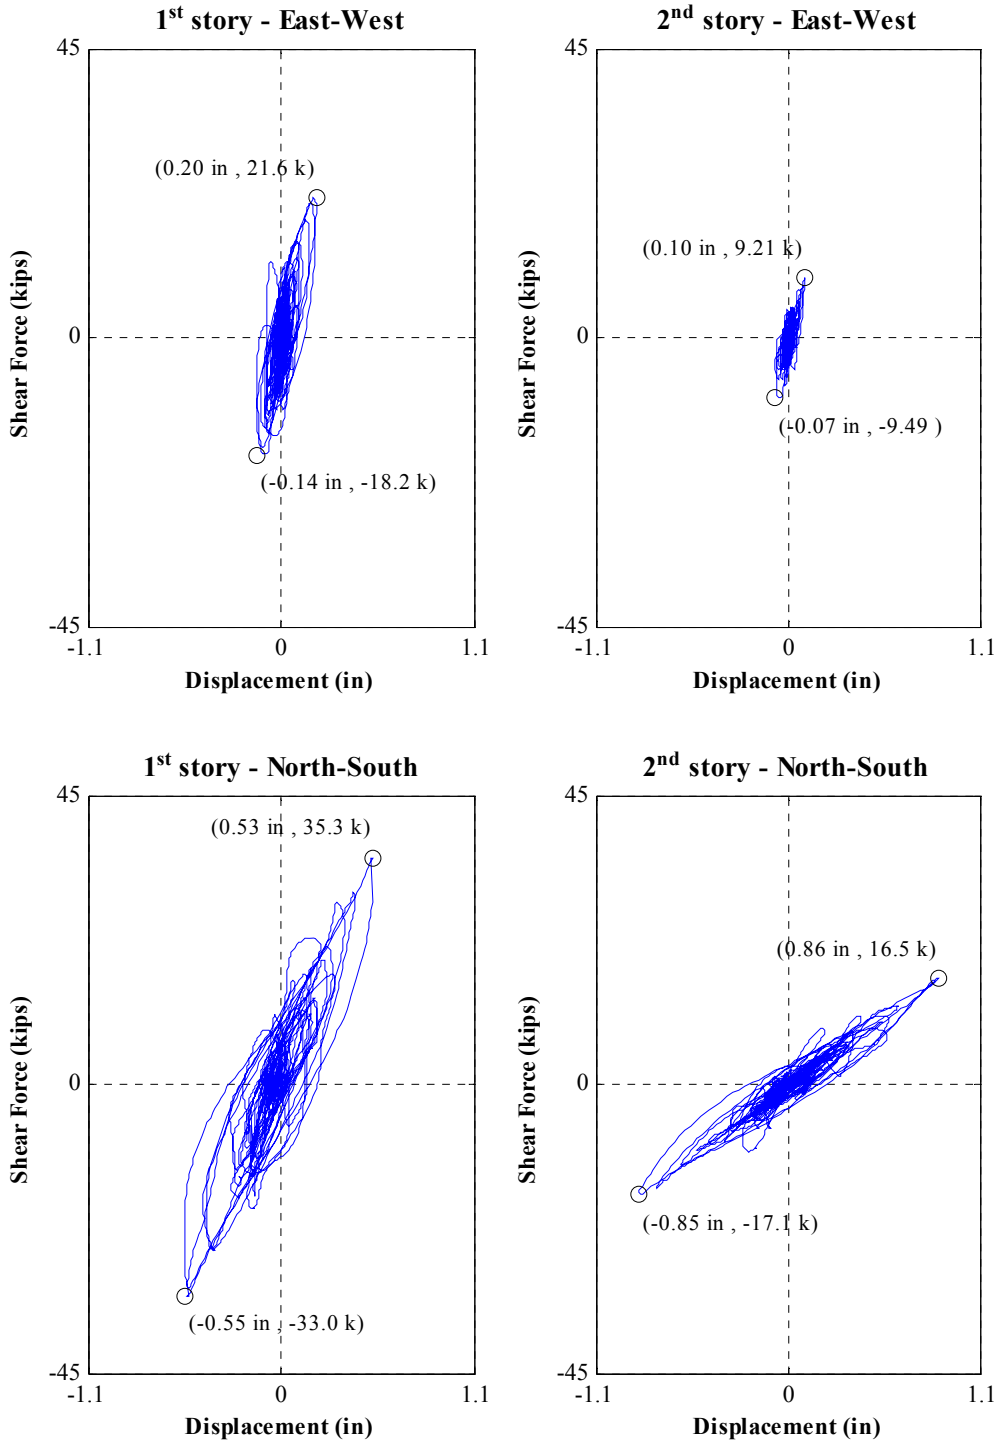 1st story - East-West
45
(0.20 in , 21.6 k)
Shear Force (kips)
0
(-0.14 in , -18.2 k)
-45
-1.1 0 1.1
Displacement (in)
2nd story - East-West
45
(0.10 in , 9.21 k)
Shear Force (kips)
0
(-0.07 in , -9.49 )
-45
-1.1 0 1.1
Displacement (in)
1st story - North-South
45
(0.53 in , 35.3 k)
Shear Force (kips)
0
(-0.55 in , -33.0 k)
-45
-1.1 0 1.1
Displacement (in)
2nd story - North-South
45
(0.86 in , 16.5 k)
Shear Force (kips)
0
(-0.85 in , -17.1 k)
-45
-1.1 0 1.1
Displacement (in)